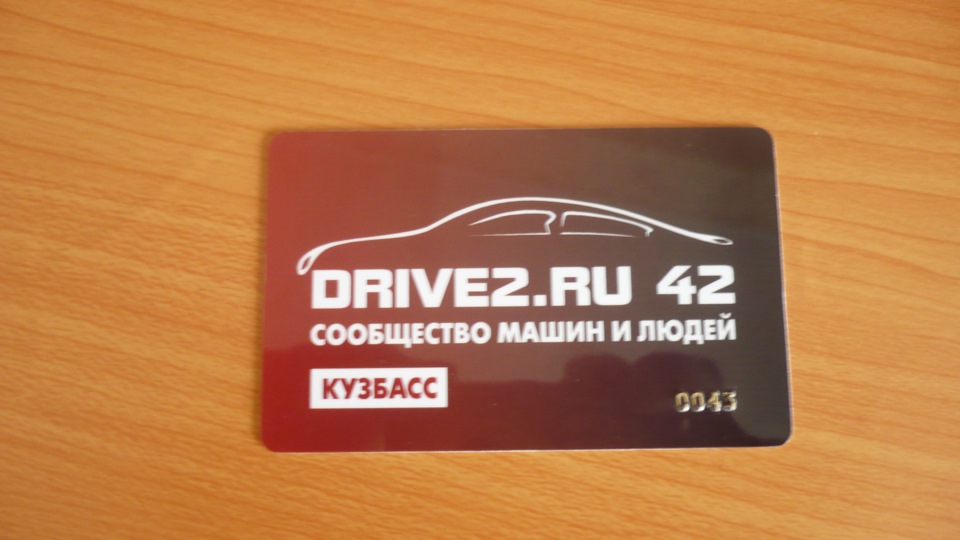 DRIVE2.RU 42
СООБЩЕСТВО МАШИН И ЛЮДЕЙ
КУЗБАСС
0043